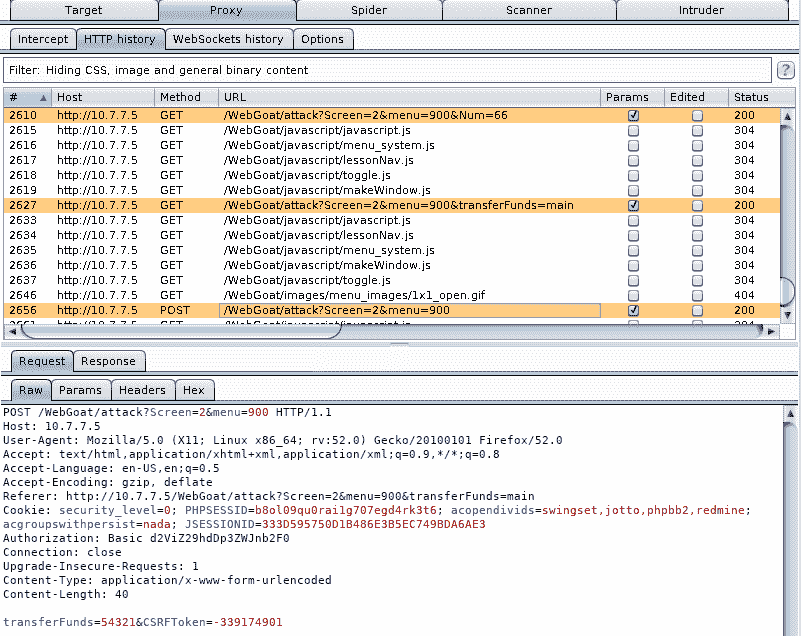 Target Proxy Spider Scanner Intruder
Intercept HTTP history WebSockets history Options
Filter: Hiding CSS, image and general binary content ?
# Host Method URL Params Edited Status
2610 http://10.7.7.5 GET /WebGoat/attack?Screen=2&menu=900&Num=66 200
2615 http://10.7.7.5 GET /WebGoat/javascript/javascript.js 304
2616 http://10.7.7.5 GET /WebGoat/javascript/menu_system.js 304
2617 http://10.7.7.5 GET /WebGoat/javascript/lessonNav.js 304
2618 http://10.7.7.5 GET /WebGoat/javascript/toggle.js 304
2619 http://10.7.7.5 GET /WebGoat/javascript/makeWindow.js 304
2627 http://10.7.7.5 GET /WebGoat/attack?Screen=2&menu=900&transferFunds=main 200
2633 http://10.7.7.5 GET /WebGoat/javascript/javascript.js 304
2634 http://10.7.7.5 GET /WebGoat/javascript/lessonNav.js 304
2635 http://10.7.7.5 GET /WebGoat/javascript/menu_system.js 304
2636 http://10.7.7.5 GET /WebGoat/javascript/makeWindow.js 304
2637 http://10.7.7.5 GET /WebGoat/javascript/toggle.js 304
2646 http://10.7.7.5 GET /WebGoat/images/menu_images/1x1_open.gif 404
2656 http://10.7.7.5 POST /WebGoat/attack?Screen=2&menu=900 200
Request Response
Raw Params Headers Hex
POST /WebGoat/attack?Screen=2&menu=900 HTTP/1.1
Host: 10.7.7.5
User-Agent: Mozilla/5.0 (X11; Linux x86_64; rv:52.0) Gecko/20100101 Firefox/52.0
Accept: text/html,application/xhtml+xml,application/xml;q=0.9,*/*;q=0.8
Accept-Language: en-US,en;q=0.5
Accept-Encoding: gzip, deflate
Referer: http://10.7.7.5/WebGoat/attack?Screen=2&menu=900&transferFunds=main
Cookie: security_level=0; PHPSESSID=b8ol09qu0rai1g707egd4rk3t6; acopendivids=swingset,jotto,phpbb2,redmine;
acgroupswithpersist=nada; JSESSIONID=333D595750D1B486E3B5EC749BDA6AE3
Authorization: Basic d2ViZ29hdDp3ZWJnb2F0
Connection: close
Upgrade-Insecure-Requests: 1
Content-Type: application/x-www-form-urlencoded
Content-Length: 40
transferFunds=54321&CSRFToken=-339174901